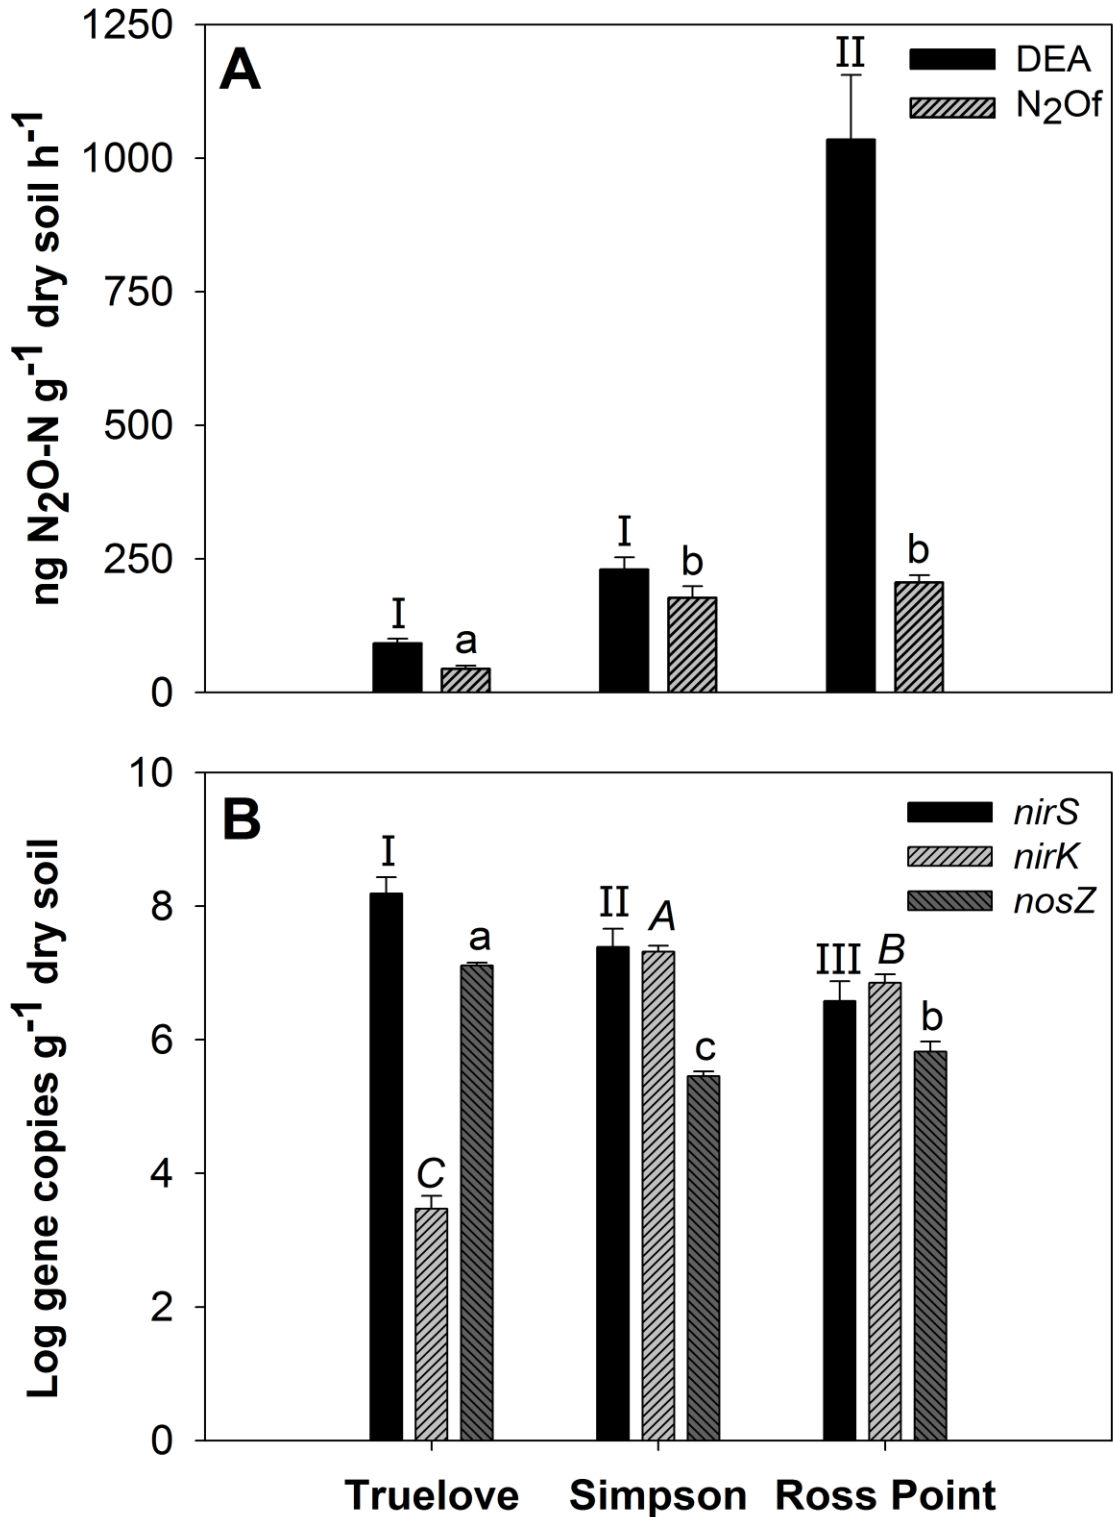 A
DEA
N2Of
ng N2O-N g-1 dry soil h-1
1250
1000
750
500
250
0
I
a
I
b
II
b
B
nirS
nirK
nosZ
Log gene copies g-1 dry soil
10
8
6
4
2
0
I
C
a
II
A
c
III
B
b
Truelove Simpson Ross Point